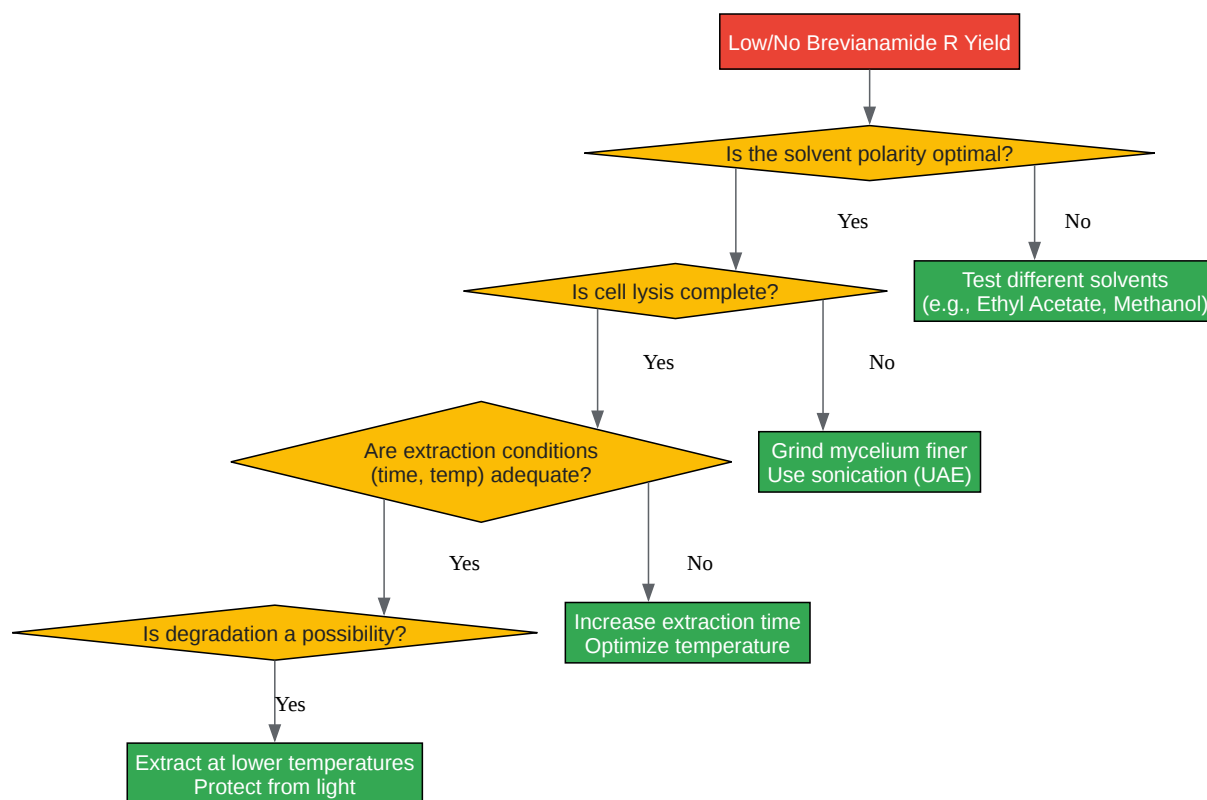 Low/No Brevianamide R Yield
Is the solvent polarity optimal?
Yes
No
Is cell lysis complete?
Test different solvents
(e.g., Ethyl Acetate, Methanol)
Yes
No
Are extraction conditions
(time, temp) adequate?
Grind mycelium finer
Use sonication (UAE)
Yes
No
Is degradation a possibility?
Increase extraction time
Optimize temperature
Yes
Extract at lower temperatures
Protect from light